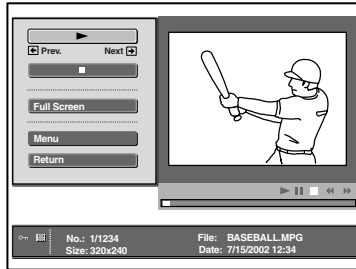 Prev. Next
Full Screen
Menu
Return
No.: 1/1234 File: BASEBALL.MPG
Size: 320x240 Date: 7/15/2002 12:34